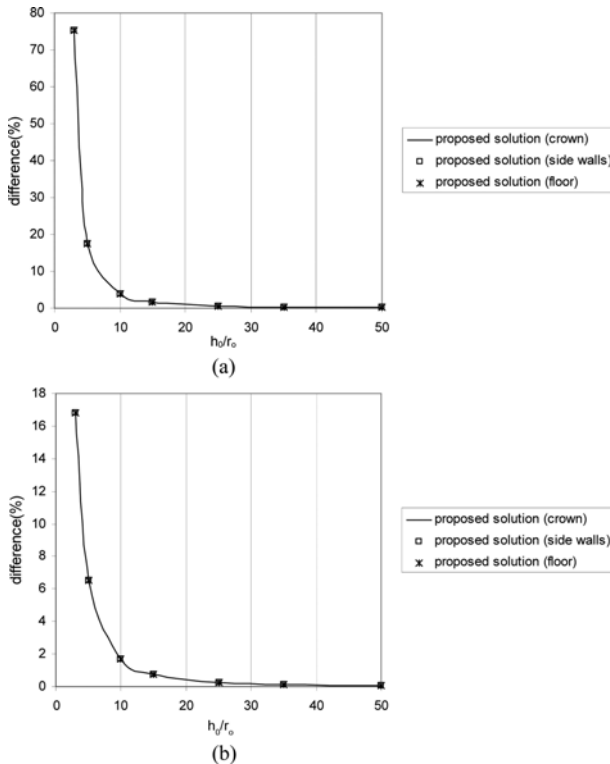 80
70
60
50
40
30
20
10
0
difference(%)
0 10 20 30 40 50
h₀/rₒ
proposed solution (crown)
proposed solution (side walls)
proposed solution (floor)
(a)
18
16
14
12
10
8
6
4
2
0
difference(%)
0 10 20 30 40 50
h₀/rₒ
proposed solution (crown)
proposed solution (side walls)
proposed solution (floor)
(b)